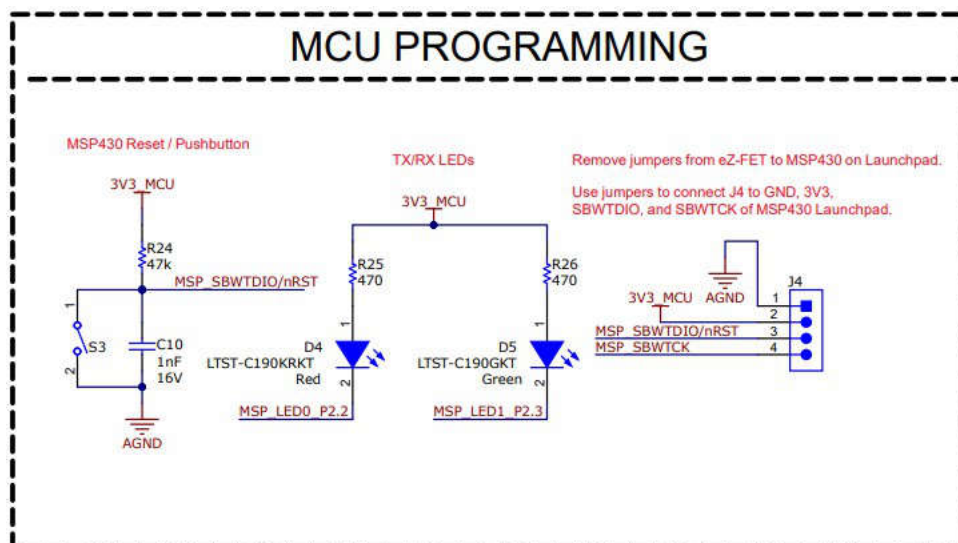 MCU PROGRAMMING
MSP430 Reset / Pushbutton
3V3_MCU
R24
47k
MSP_SBWTDIO/nRST
1
S3
2
C10
1nF
16V
AGND
TX/RX LEDs
3V3_MCU
R25
470
R26
470
1
D4
LTST-C190KRKT
Red
2
MSP_LED0_P2.2
1
D5
LTST-C190GKT
Green
2
MSP_LED1_P2.3
Remove jumpers from eZ-FET to MSP430 on Launchpad.
Use jumpers to connect J4 to GND, 3V3,
SBWTDIO, and SBWTCK of MSP430 Launchpad.
AGND
J4
3V3_MCU
MSP_SBWTDIO/nRST
MSP_SBWTCK
1
2
3
4